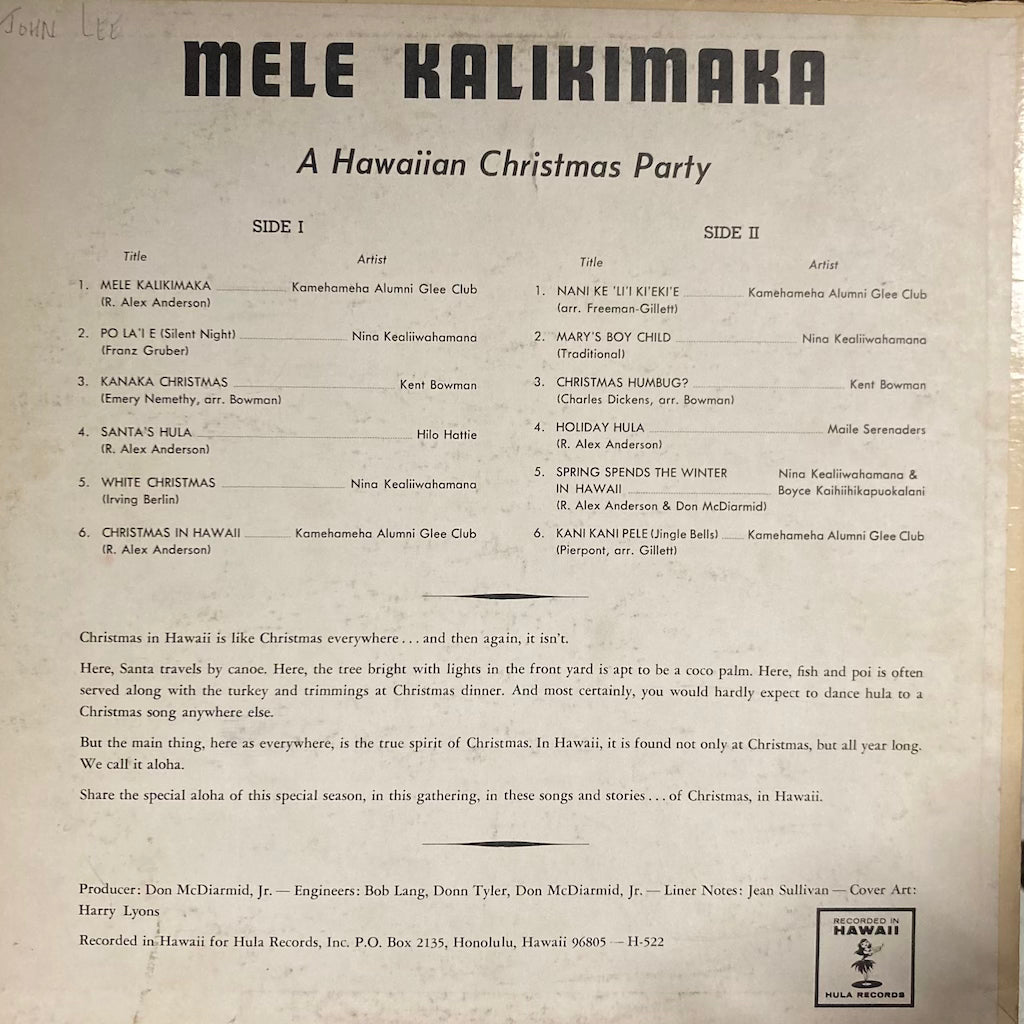 JOHN LEE
MELE KALIKIMAKA
A Hawaiian Christmas Party
SIDE I
Title Artist
1. MELE KALIKIMAKA Kamehameha Alumni Glee Club
(R. Alex Anderson)
2. PO LA'I E (Silent Night) Nina Kealiiwahamana
(Franz Gruber)
3. KANAKA CHRISTMAS Kent Bowman
(Emery Nemethy, arr. Bowman)
4. SANTA'S HULA Hilo Hattie
(R. Alex Anderson)
5. WHITE CHRISTMAS Nina Kealiiwahamana
(Irving Berlin)
6. CHRISTMAS IN HAWAII Kamehameha Alumni Glee Club
(R. Alex Anderson)
SIDE II
Title Artist
1. NANI KE 'LI'I KI'EKI'E Kamehameha Alumni Glee Club
(arr. Freeman-Gillett)
2. MARY'S BOY CHILD Nina Kealiiwahamana
(Traditional)
3. CHRISTMAS HUMBUG? Kent Bowman
(Charles Dickens, arr. Bowman)
4. HOLIDAY HULA Maile Serenaders
(R. Alex Anderson)
5. SPRING SPENDS THE WINTER Nina Kealiiwahamana &
IN HAWAII Boyce Kaihiihikapuokalani
(R. Alex Anderson & Don McDiarmid)
6. KANI KANI PELE (Jingle Bells) Kamehameha Alumni Glee Club
(Pierpont, arr. Gillett)
Christmas in Hawaii is like Christmas everywhere . . . and then again, it isn't.
Here, Santa travels by canoe. Here, the tree bright with lights in the front yard is apt to be a coco palm. Here, fish and poi is often
served along with the turkey and trimmings at Christmas dinner. And most certainly, you would hardly expect to dance hula to a
Christmas song anywhere else.
But the main thing, here as everywhere, is the true spirit of Christmas. In Hawaii, it is found not only at Christmas, but all year long.
We call it aloha.
Share the special aloha of this special season, in this gathering, in these songs and stories . . . of Christmas, in Hawaii.
Producer: Don McDiarmid, Jr. — Engineers: Bob Lang, Donn Tyler, Don McDiarmid, Jr. — Liner Notes: Jean Sullivan — Cover Art:
Harry Lyons
Recorded in Hawaii for Hula Records, Inc. P.O. Box 2135, Honolulu, Hawaii 96805 — H-522
RECORDED IN
HAWAII
HULA RECORDS